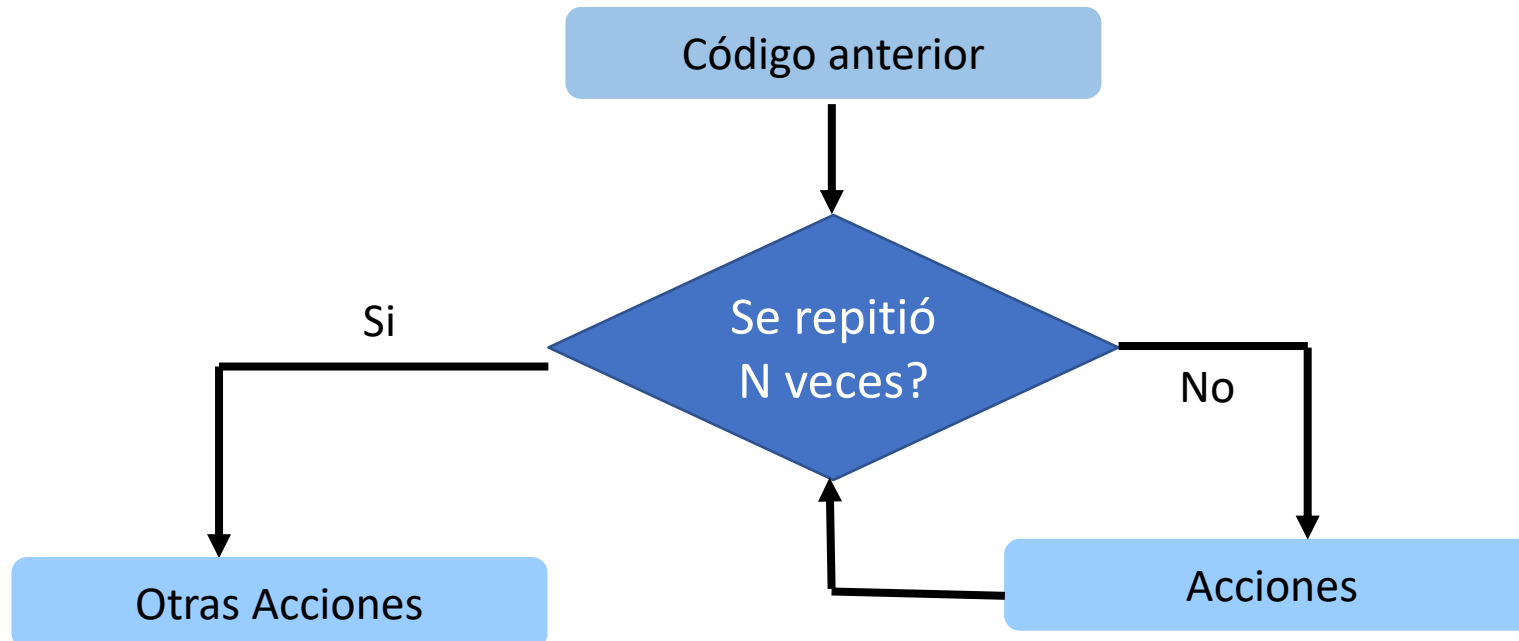 Código anterior
Si
Se repitió
N veces?
No
Otras Acciones
Acciones